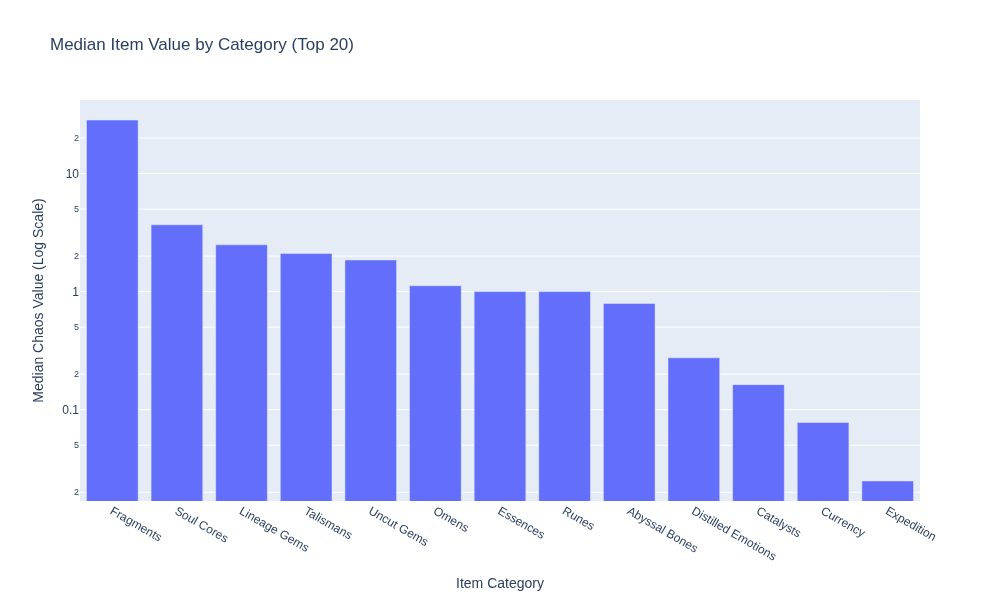 Median Item Value by Category (Top 20)
Median Chaos Value (Log Scale)
2
10
5
2
1
5
2
0.1
5
2
Fragments
Soul Cores
Lineage Gems
Talismans
Uncut Gems
Omens
Essences
Runes
Abyssal Bones
Distilled Emotions
Catalysts
Currency
Expedition
Item Category